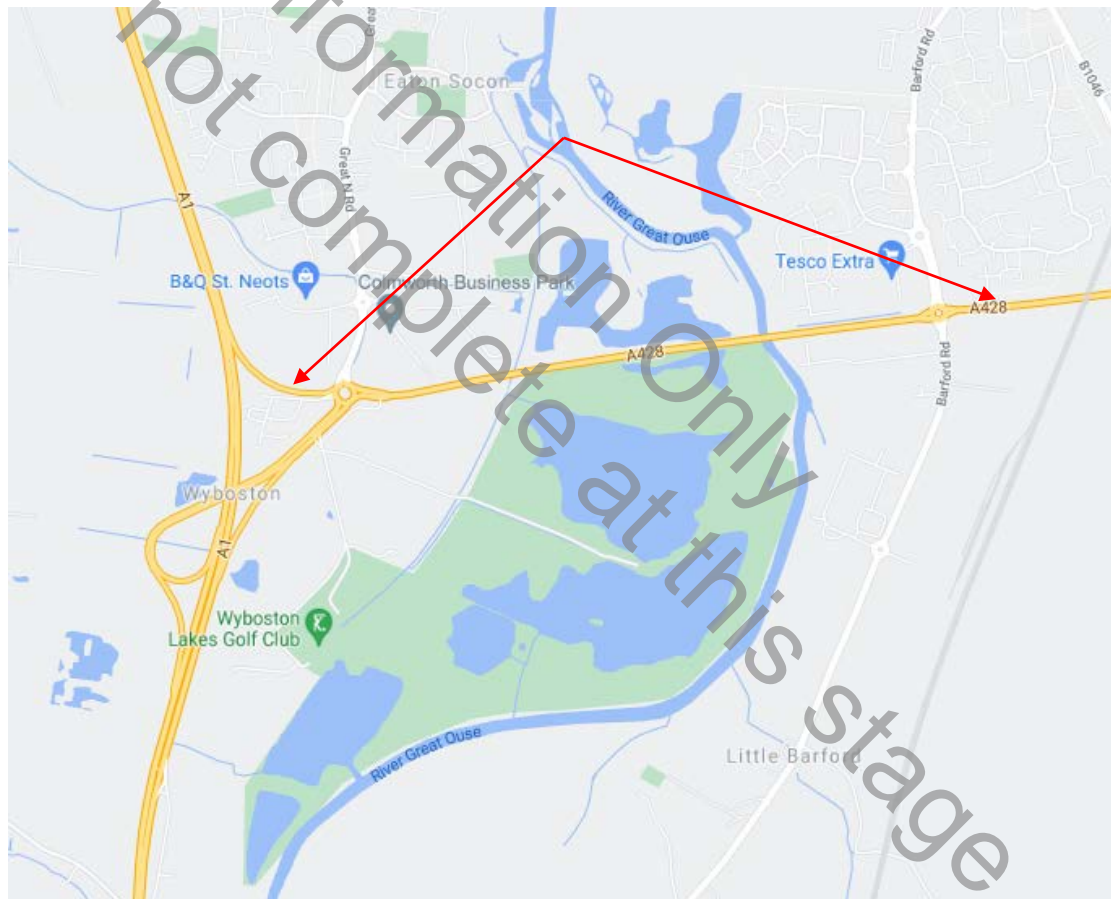 Grea
Eaton Socon
Barford Rd
B1046
A1
Great N Rd
River Great Ouse
Tesco Extra
B&Q St. Neots
Colmworth Business Park
A428
A428
Barford Rd
Wyboston
A1
Wyboston
Lakes Golf Club
River Great Ouse
Little Barford
formation Only
not complete at this stage